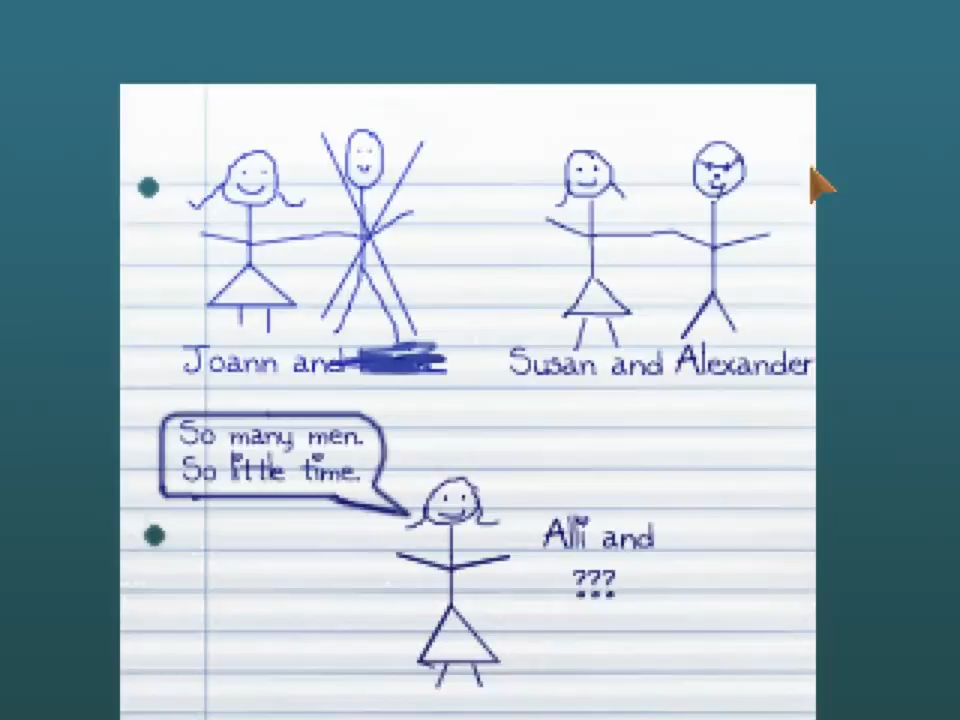 Joann and
Susan and Alexander
So many men.
So little time.
Alli and
???